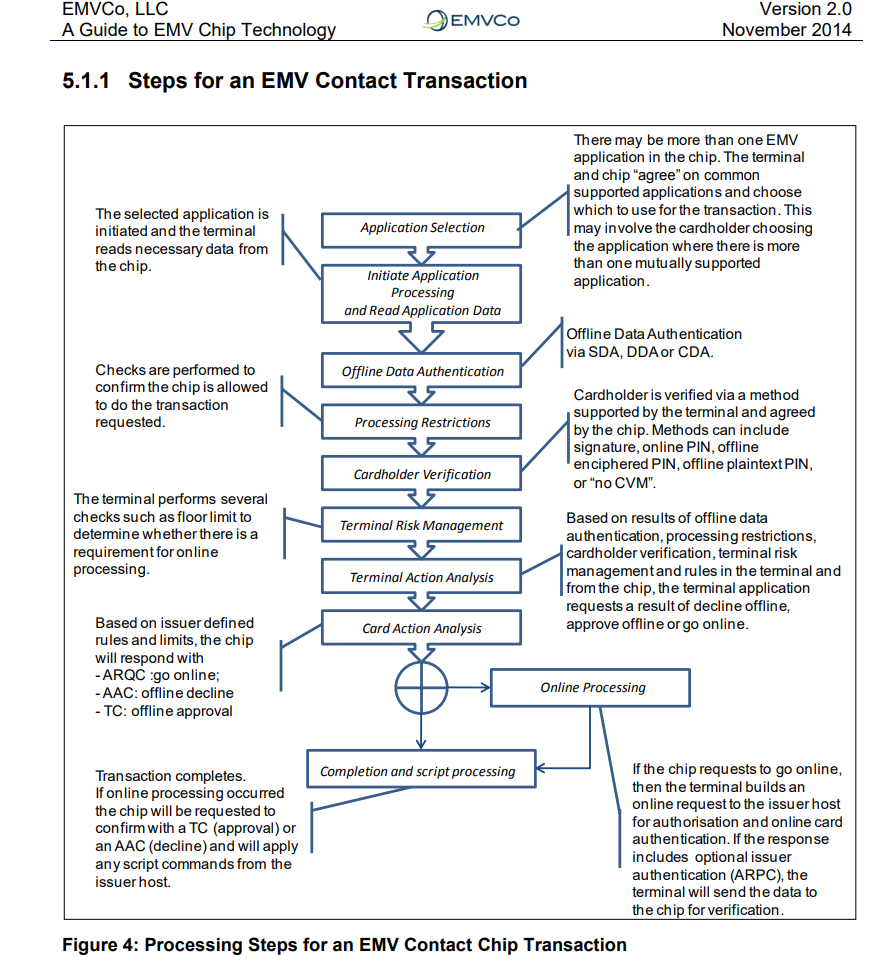 EMVCo, LLC
A Guide to EMV Chip Technology
EMVCo
Version 2.0
November 2014
5.1.1 Steps for an EMV Contact Transaction
There may be more than one EMV
application in the chip. The terminal
and chip “agree” on common
supported applications and choose
which to use for the transaction. This
may involve the cardholder choosing
the application where there is more
than one mutually supported
application.
Application Selection
The selected application is
initiated and the terminal
reads necessary data from
the chip.
Initiate Application
Processing
and Read Application Data
Offline Data Authentication
via SDA, DDA or CDA.
Offline Data Authentication
Checks are performed to
confirm the chip is allowed
to do the transaction
requested.
Processing Restrictions
Cardholder is verified via a method
supported by the terminal and agreed
by the chip. Methods can include
signature, online PIN, offline
enciphered PIN, offline plaintext PIN,
or “no CVM”.
Cardholder Verification
The terminal performs several
checks such as floor limit to
determine whether there is a
requirement for online
processing.
Terminal Risk Management
Based on results of offline data
authentication, processing restrictions,
cardholder verification, terminal risk
management and rules in the terminal and
from the chip, the terminal application
requests a result of decline offline,
approve offline or go online.
Terminal Action Analysis
Based on issuer defined
rules and limits, the chip
will respond with
- ARQC :go online;
- AAC: offline decline
- TC: offline approval
Card Action Analysis
Online Processing
Completion and script processing
Transaction completes.
If online processing occurred
the chip will be requested to
confirm with a TC (approval) or
an AAC (decline) and will apply
any script commands from the
issuer host.
If the chip requests to go online,
then the terminal builds an
online request to the issuer host
for authorisation and online card
authentication. If the response
includes optional issuer
authentication (ARPC), the
terminal will send the data to
the chip for verification.
Figure 4: Processing Steps for an EMV Contact Chip Transaction